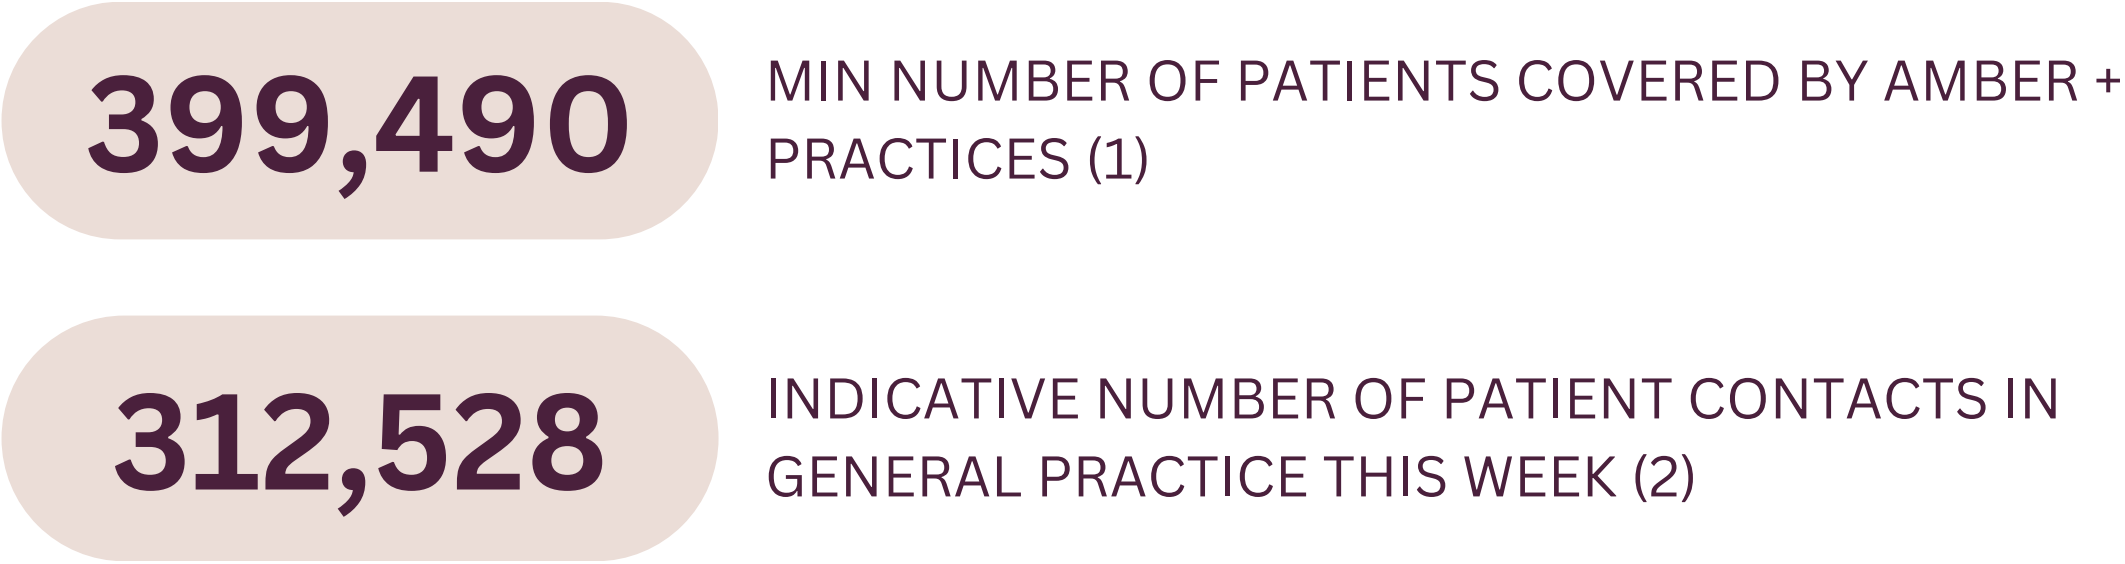 399,490
MIN NUMBER OF PATIENTS COVERED BY AMBER +
PRACTICES (1)
312,528
INDICATIVE NUMBER OF PATIENT CONTACTS IN
GENERAL PRACTICE THIS WEEK (2)